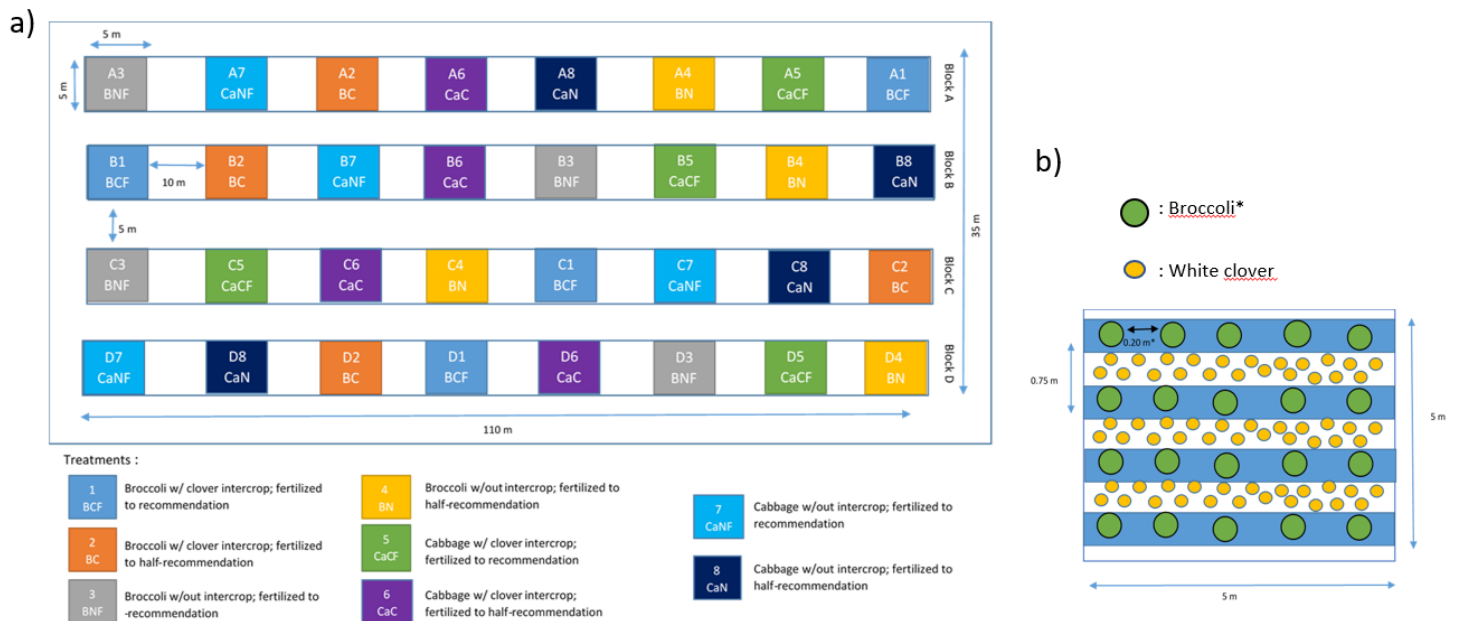 a)
5 m
5 m
A3
BNF
A7
CaNF
A2
BC
A6
CaC
A8
CaN
A4
BN
A5
CaCF
A1
BCF
Block A
B1
BCF
10 m
B2
BC
B7
CaNF
B6
CaC
B3
BNF
B5
CaCF
B4
BN
B8
CaN
Block B
5 m
35 m
C3
BNF
C5
CaCF
C6
CaC
C4
BN
C1
BCF
C7
CaNF
C8
CaN
C2
BC
Block C
D7
CaNF
D8
CaN
D2
BC
D1
BCF
D6
CaC
D3
BNF
D5
CaCF
D4
BN
Block D
110 m
Treatments :
1
BCF
Broccoli w/ clover intercrop; fertilized
to recommendation
2
BC
Broccoli w/ clover intercrop; fertilized
to half-recommendation
3
BNF
Broccoli w/out intercrop; fertilized to
-recommendation
4
BN
Broccoli w/out intercrop; fertilized to
half-recommendation
5
CaCF
Cabbage w/ clover intercrop;
fertilized to recommendation
6
CaC
Cabbage w/ clover intercrop;
fertilized to half-recommendation
7
CaNF
Cabbage w/out intercrop; fertilized to
recommendation
8
CaN
Cabbage w/out intercrop; fertilized to
half-recommendation
b)
: Broccoli*
: White clover
0.20 m*
0.75 m
5 m
5 m